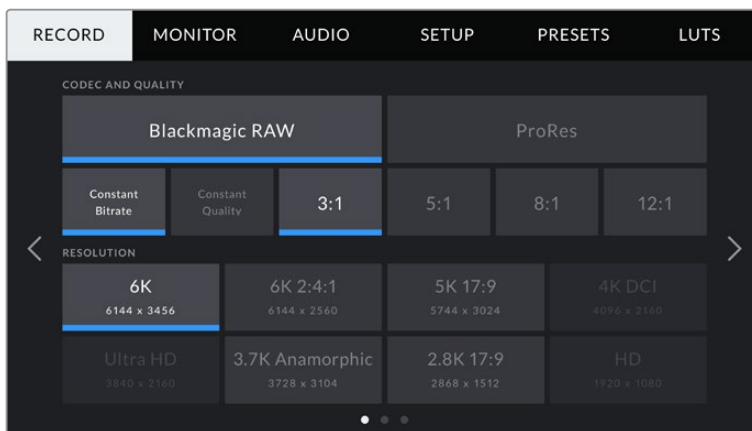 RECORD MONITOR AUDIO SETUP PRESETS LUTS
CODEC AND QUALITY
Blackmagic RAW ProRes
Constant Bitrate Constant Quality 3:1 5:1 8:1 12:1
RESOLUTION
6K 6K 2:4:1 5K 17:9 4K DCI
6144 x 3456 6144 x 2560 5744 x 3024 4096 x 2160
Ultra HD 3.7K Anamorphic 2.8K 17:9 HD
3840 x 2160 3728 x 3104 2868 x 1512 1920 x 1080